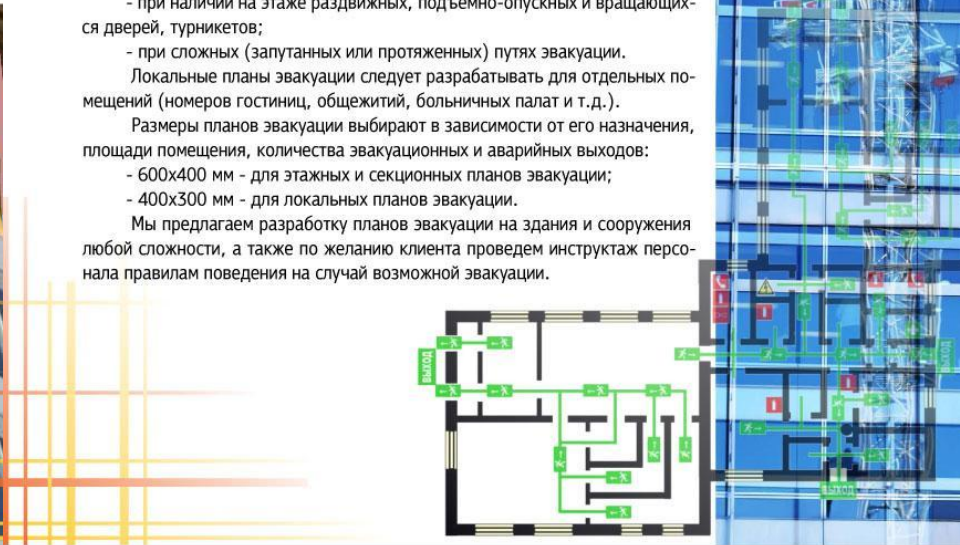 - при наличии на этаже раздвижных, подъемно-опускных и вращающих-
ся дверей, турникетов;
- при сложных (запутанных или протяженных) путях эвакуации.
Локальные планы эвакуации следует разрабатывать для отдельных по-
мещений (номеров гостиниц, общежитий, больничных палат и т.д.).
Размеры планов эвакуации выбирают в зависимости от его назначения,
площади помещения, количества эвакуационных и аварийных выходов:
- 600х400 мм - для этажных и секционных планов эвакуации;
- 400х300 мм - для локальных планов эвакуации.
Мы предлагаем разработку планов эвакуации на здания и сооружения
любой сложности, а также по желанию клиента проведем инструктаж персо-
нала правилам поведения на случай возможной эвакуации.
ВЫХОД
ВЫХОД
ВЫХОД